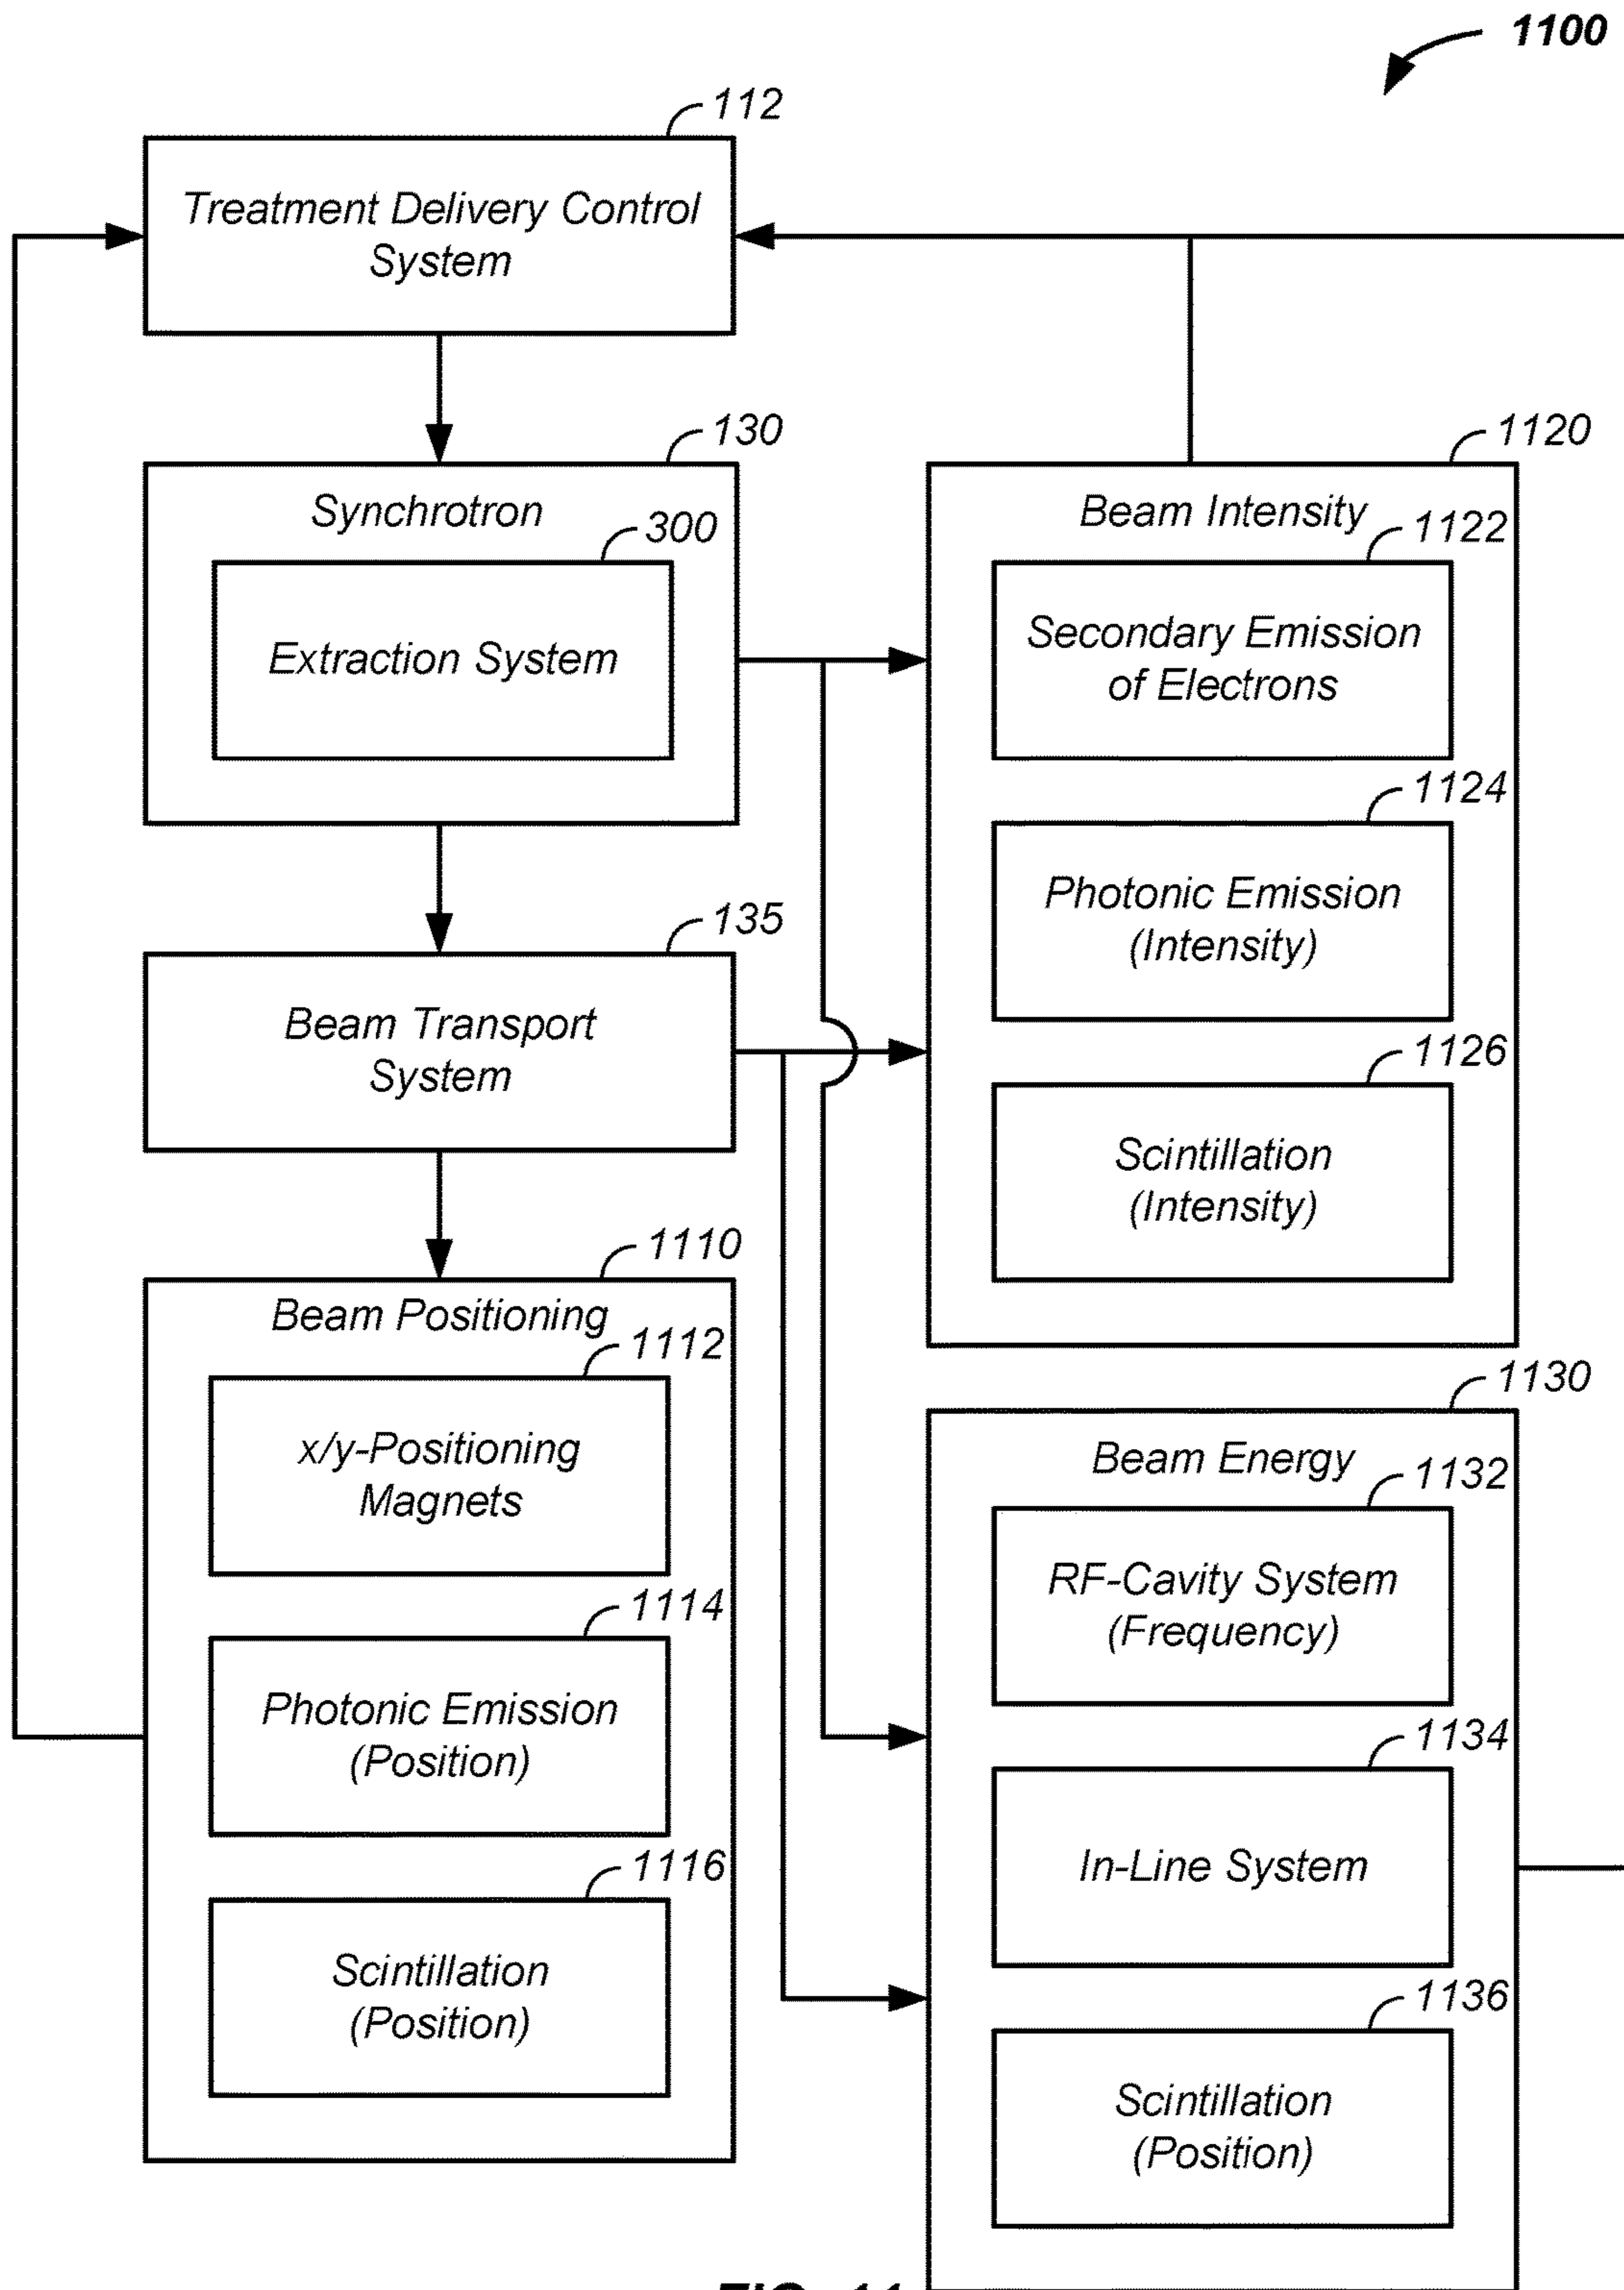 1100
112
Treatment Delivery Control
System
130
Synchrotron
300
Extraction System
135
Beam Transport
System
1110
Beam Positioning
1112
x/y-Positioning
Magnets
1114
Photonic Emission
(Position)
1116
Scintillation
(Position)
1120
Beam Intensity
1122
Secondary Emission
of Electrons
1124
Photonic Emission
(Intensity)
1126
Scintillation
(Intensity)
1130
Beam Energy
1132
RF-Cavity System
(Frequency)
1134
In-Line System
1136
Scintillation
(Position)
FIG. 11